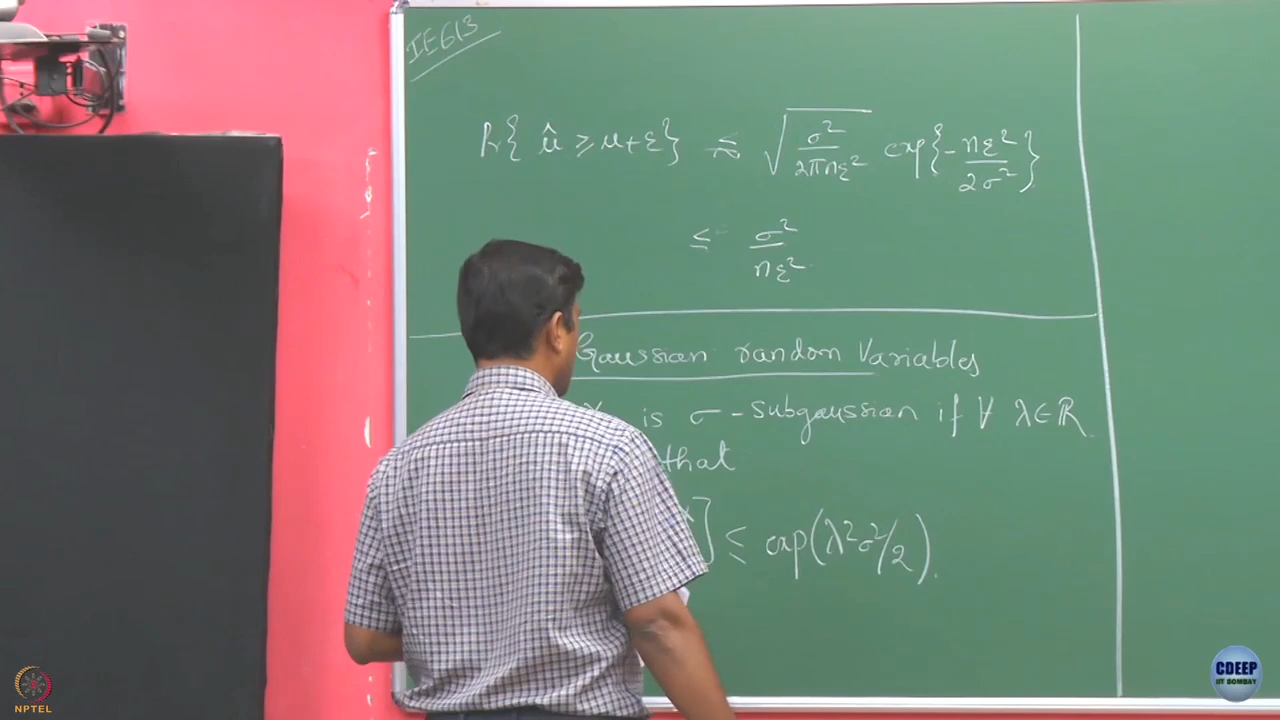 IE613
Pr{ μ̂ ≥ μ+ε} ≤ √(σ²/2πnε²) exp{-nε²/2σ²}
≤ σ²/nε²
Gaussian random Variables
is σ-subgaussian if ∀ λ∈ℝ.
that
] ≤ exp(λ²σ²/2).
NPTEL
CDEEP
IIT BOMBAY